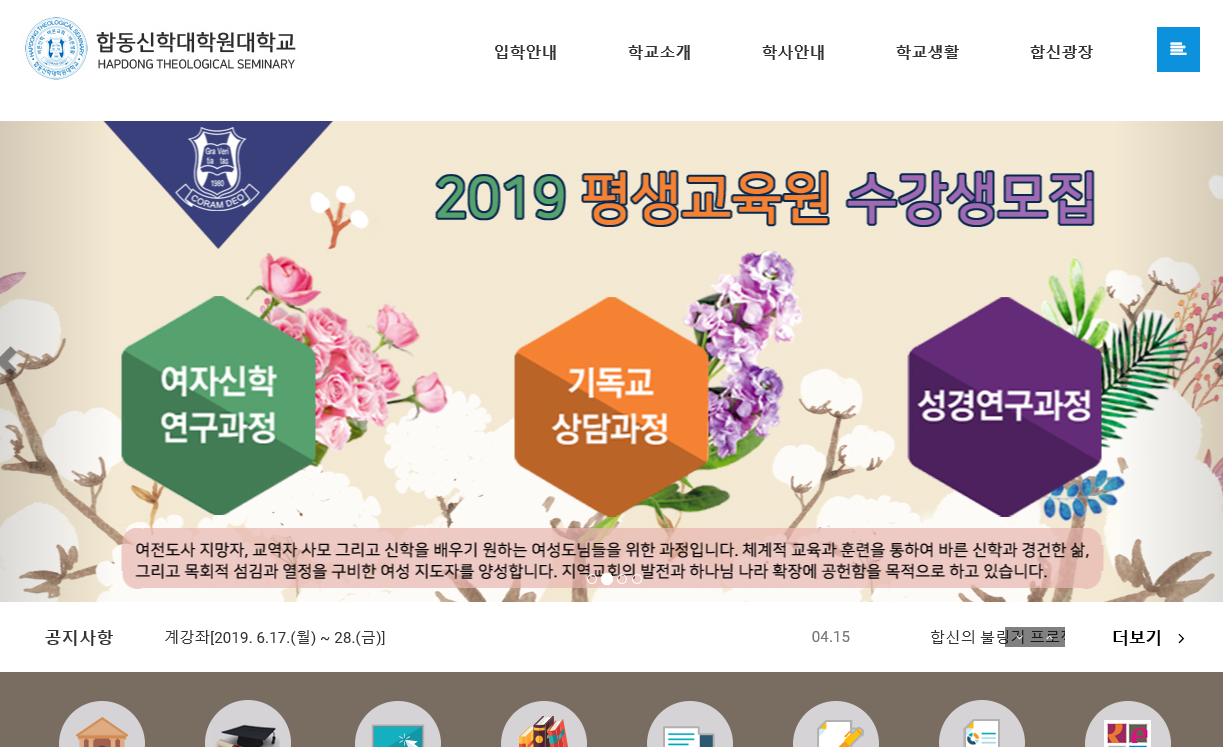 합동신학대학원대학교
HAPDONG THEOLOGICAL SEMINARY
입학안내
학교소개
학사안내
학교생활
합신광장
Gra Veri
tia tas
1980
CORAM DEO
2019 평생교육원 수강생모집
여자신학
연구과정
기독교
상담과정
성경연구과정
여전도사 지망자, 교역자 사모 그리고 신학을 배우기 원하는 여성도님들을 위한 과정입니다. 체계적 교육과 훈련을 통하여 바른 신학과 경건한 삶,
그리고 목회적 섬김과 열정을 구비한 여성 지도자를 양성합니다. 지역교회의 발전과 하나님 나라 확장에 공헌함을 목적으로 하고 있습니다.
공지사항
계강좌[2019. 6.17.(월) ~ 28.(금)]
04.15
합신의 불링거 프로젝
더보기